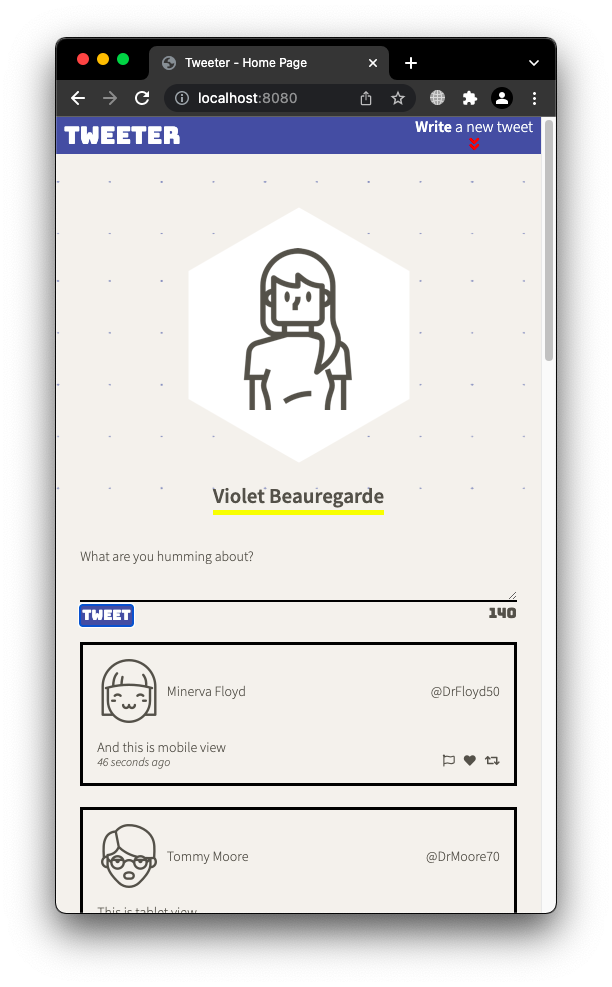 Tweeter - Home Page
localhost:8080
TWEETER
Write a new tweet
Violet Beauregarde
What are you humming about?
TWEET
140
Minerva Floyd
@DrFloyd50
And this is mobile view
46 seconds ago
Tommy Moore
@DrMoore70
This is tablet view